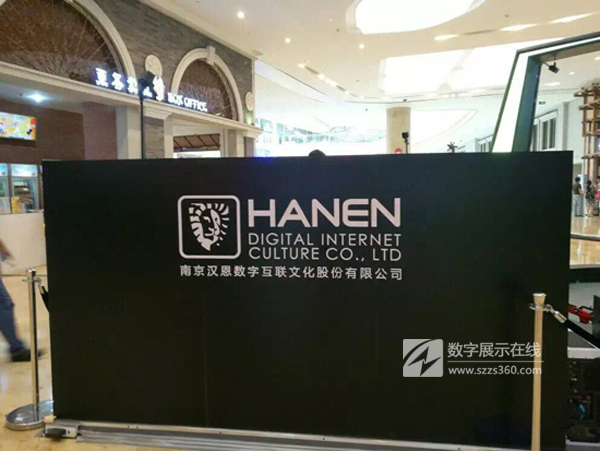 BOX OFFICE
HANEN
DIGITAL INTERNET
CULTURE CO., LTD
南京汉恩数字互联文化股份有限公司
数字展示在线
www.szzs360.com